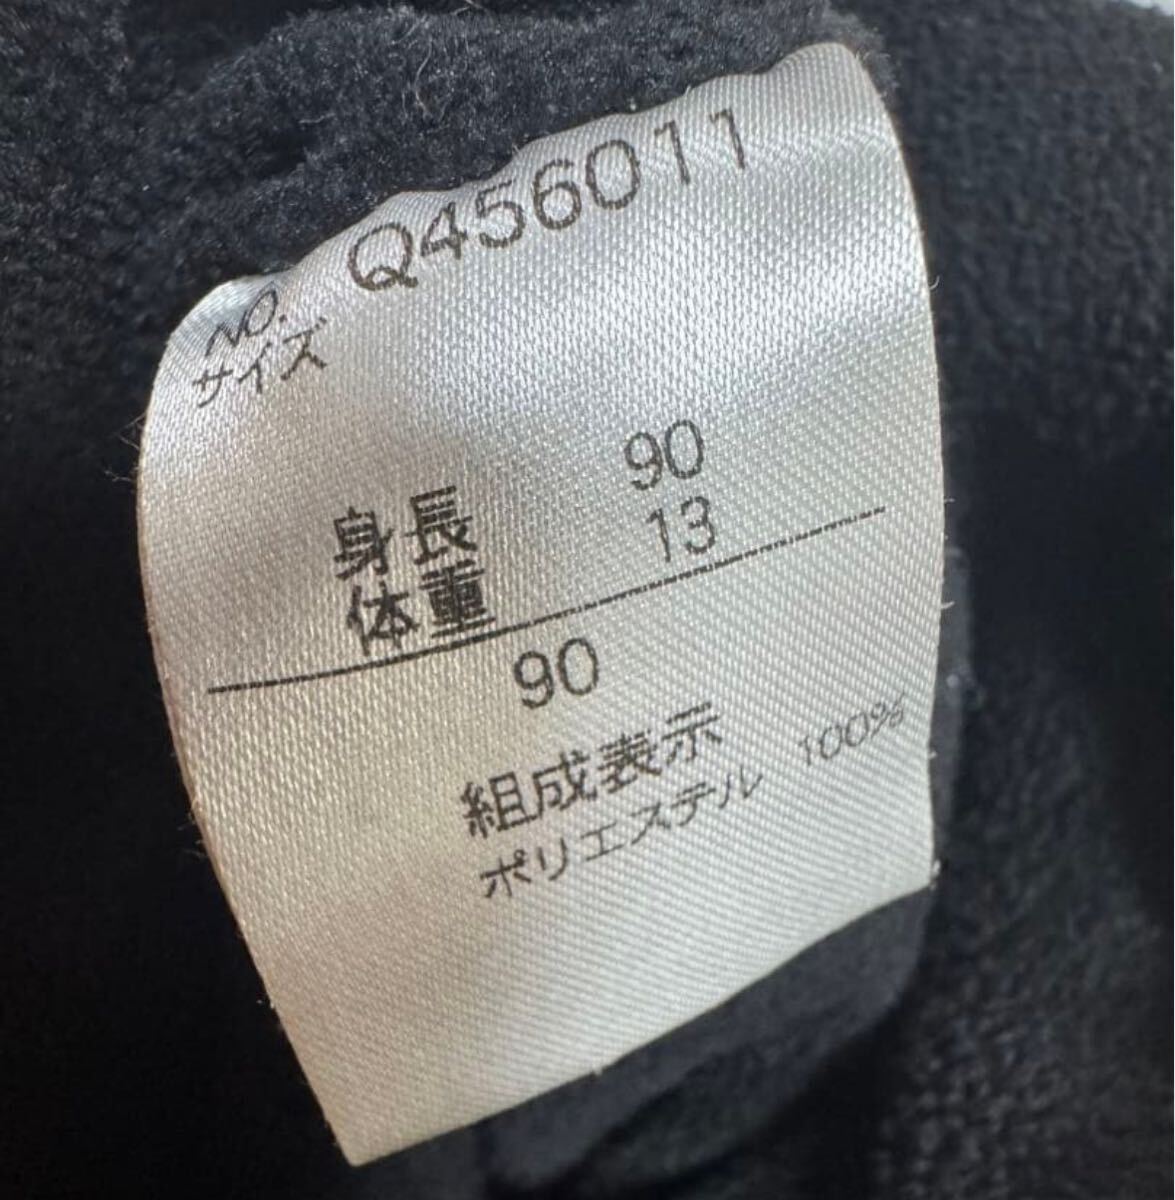 NO. Q456011
サイズ
身長 90
体重 13
90
組成表示
ポリエステル 100%